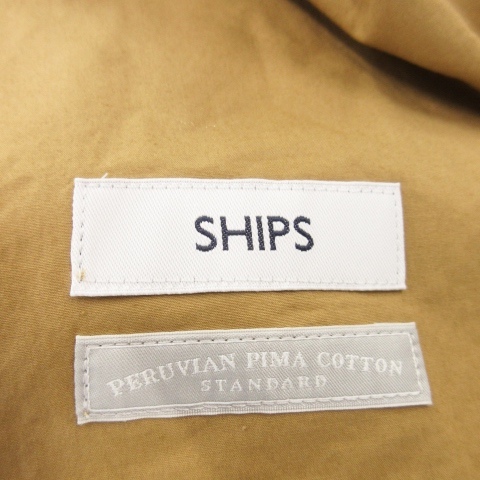 SHIPS
PERUVIAN PIMA COTTON
STANDARD